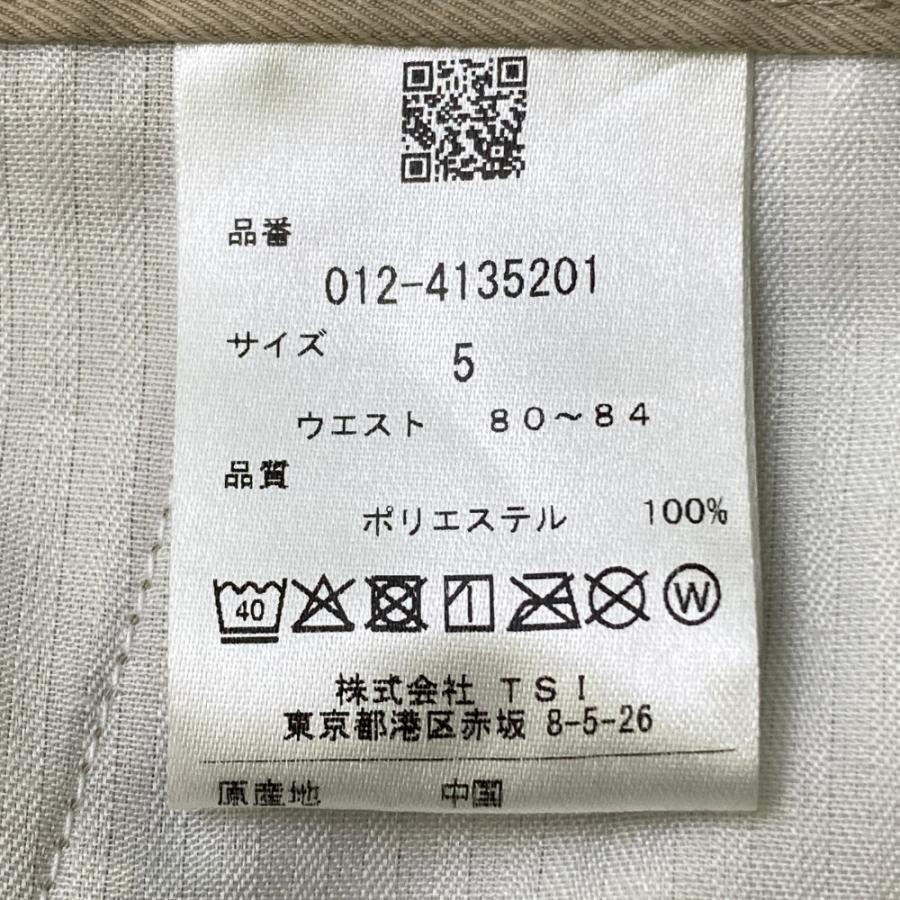 品番
012-4135201
サイズ 5
ウエスト 80～84
品質
ポリエステル 100%
40 W
株式会社 TSI
東京都港区赤坂 8-5-26
原産地 中国